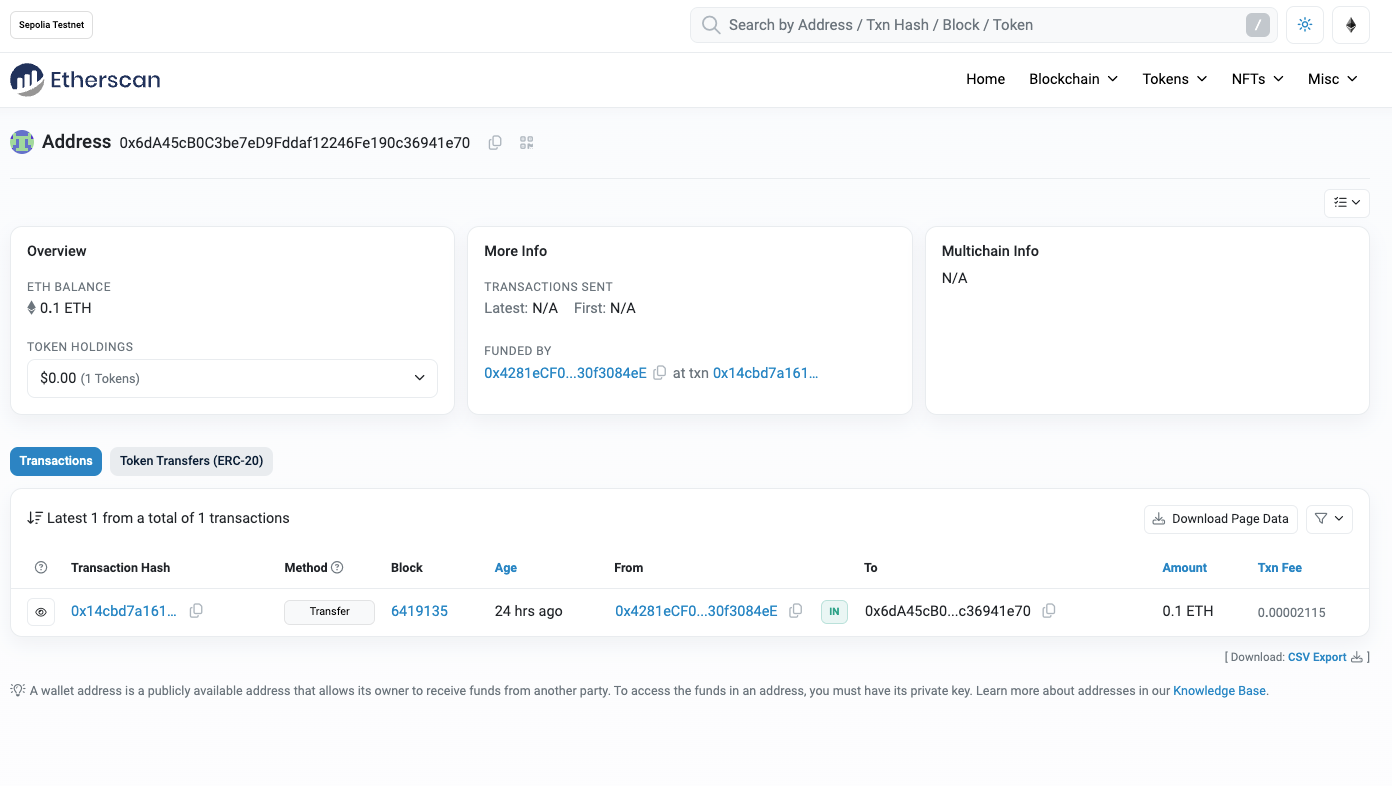 Sepolia Testnet
Search by Address / Txn Hash / Block / Token /
Etherscan
Home Blockchain Tokens NFTs Misc
Address 0x6dA45cB0C3be7eD9Fddaf12246Fe190c36941e70
Overview
ETH BALANCE
0.1 ETH
TOKEN HOLDINGS
$0.00 (1 Tokens)
More Info
TRANSACTIONS SENT
Latest: N/A First: N/A
FUNDED BY
0x4281eCF0...30f3084eE at txn 0x14cbd7a161...
Multichain Info
N/A
Transactions Token Transfers (ERC-20)
Latest 1 from a total of 1 transactions
Download Page Data
Transaction Hash Method Block Age From To Amount Txn Fee
0x14cbd7a161... Transfer 6419135 24 hrs ago 0x4281eCF0...30f3084eE IN 0x6dA45cB0...c36941e70 0.1 ETH 0.00002115
[ Download: CSV Export ]
A wallet address is a publicly available address that allows its owner to receive funds from another party. To access the funds in an address, you must have its private key. Learn more about addresses in our Knowledge Base.